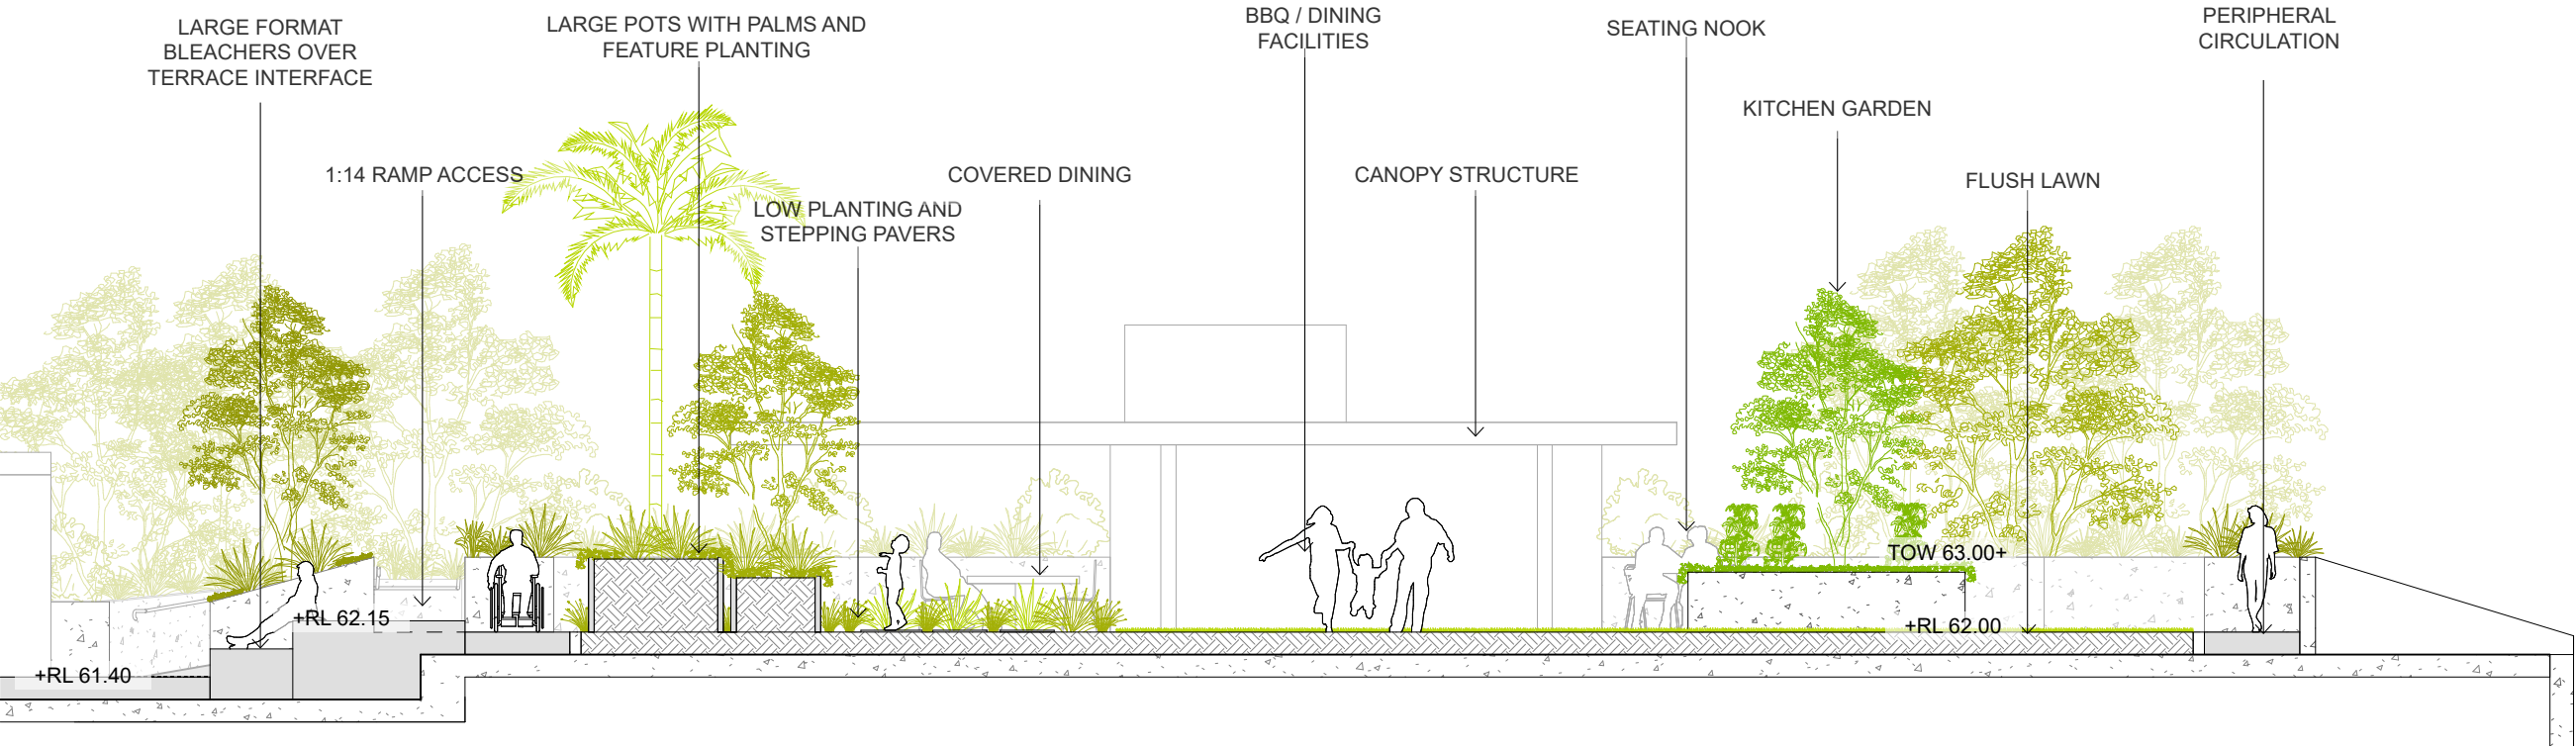 LARGE FORMAT
BLEACHERS OVER
TERRACE INTERFACE
1:14 RAMP ACCESS
LARGE POTS WITH PALMS AND
FEATURE PLANTING
LOW PLANTING AND
STEPPING PAVERS
COVERED DINING
BBQ / DINING
FACILITIES
CANOPY STRUCTURE
SEATING NOOK
KITCHEN GARDEN
FLUSH LAWN
PERIPHERAL
CIRCULATION
TOW 63.00+
+RL 62.15
+RL 62.00
+RL 61.40